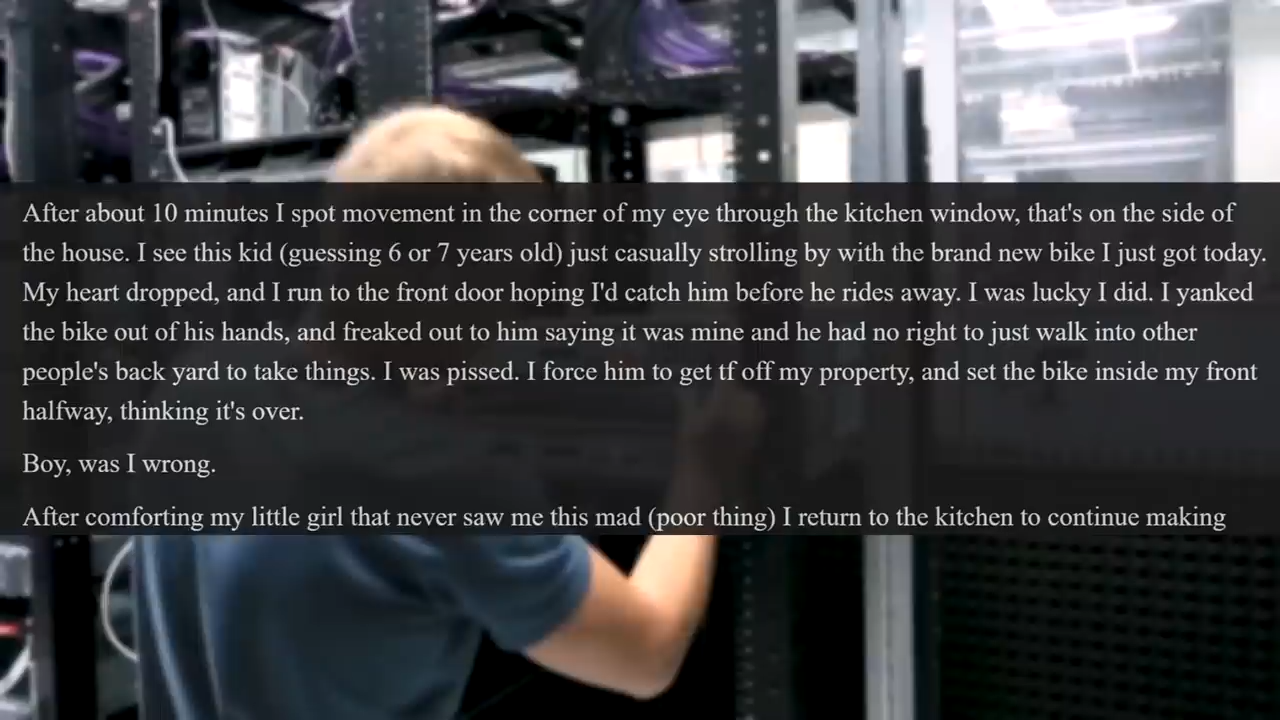 After about 10 minutes I spot movement in the corner of my eye through the kitchen window, that's on the side of
the house. I see this kid (guessing 6 or 7 years old) just casually strolling by with the brand new bike I just got today.
My heart dropped, and I run to the front door hoping I'd catch him before he rides away. I was lucky I did. I yanked
the bike out of his hands, and freaked out to him saying it was mine and he had no right to just walk into other
people's back yard to take things. I was pissed. I force him to get tf off my property, and set the bike inside my front
halfway, thinking it's over.
Boy, was I wrong.
After comforting my little girl that never saw me this mad (poor thing) I return to the kitchen to continue making